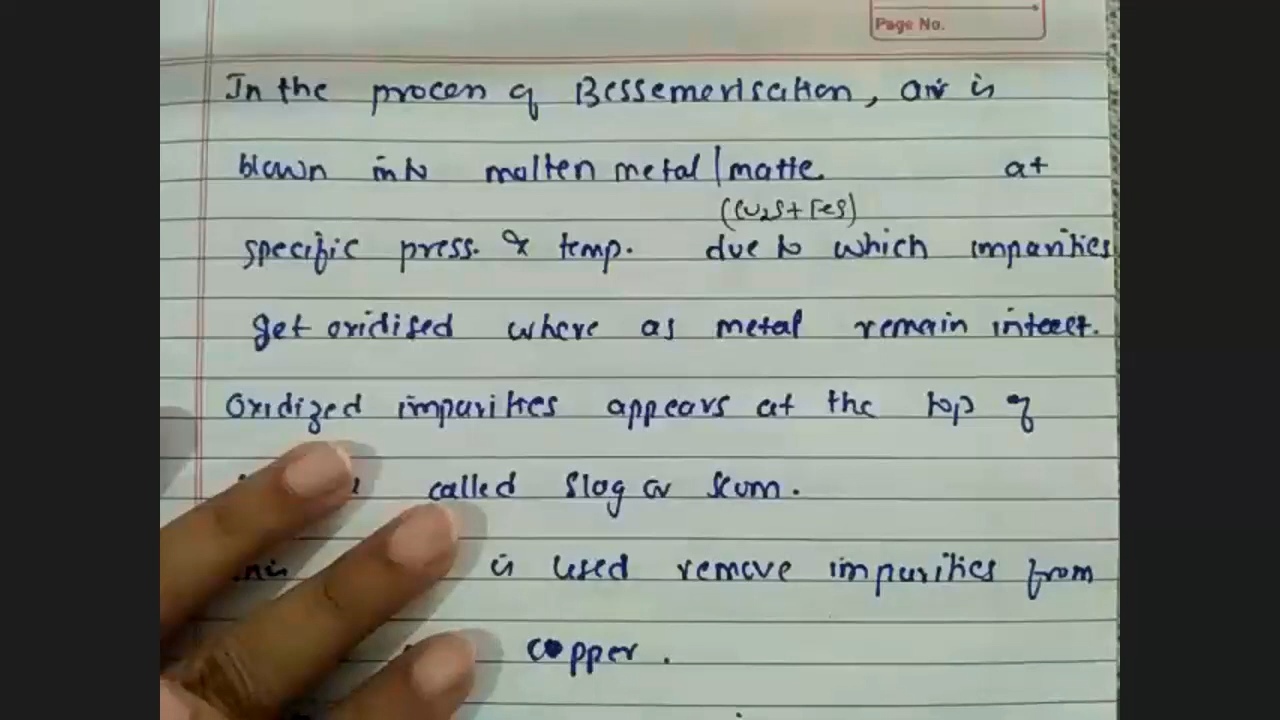 Page No.
In the process of Bessemerisation, air is
blown into molten metal | matte at
(Cu2S + FeS)
specific press. & temp. due to which impurities
get oxidised where as metal remain intect.
Oxidized impurities appears at the top of
called slag or scum.
is used remove impurities from
copper.